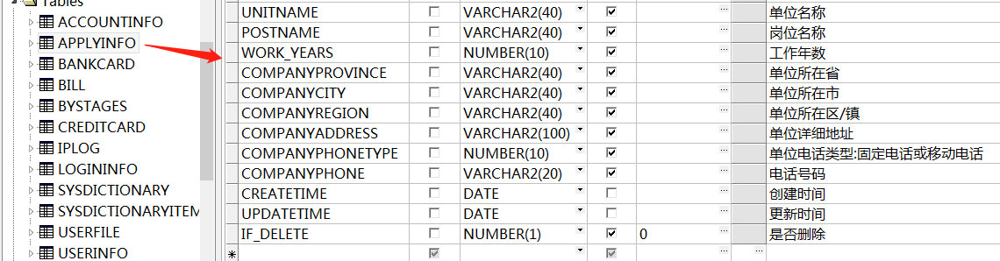 Tables
ACCOUNTINFO
APPLYINFO
BANKCARD
BILL
BYSTAGES
CREDITCARD
IPLOG
LOGININFO
SYSDICTIONARY
SYSDICTIONARYITEM
USERFILE
USERINFO
UNITNAME VARCHAR2(40) 单位名称
POSTNAME VARCHAR2(40) 岗位名称
WORK_YEARS NUMBER(10) 工作年数
COMPANYPROVINCE VARCHAR2(40) 单位所在省
COMPANYCITY VARCHAR2(40) 单位所在市
COMPANYREGION VARCHAR2(40) 单位所在区/镇
COMPANYADDRESS VARCHAR2(100) 单位详细地址
COMPANYPHONETYPE NUMBER(10) 单位电话类型:固定电话或移动电话
COMPANYPHONE VARCHAR2(20) 电话号码
CREATETIME DATE 创建时间
UPDATETIME DATE 更新时间
IF_DELETE NUMBER(1) 0 是否删除